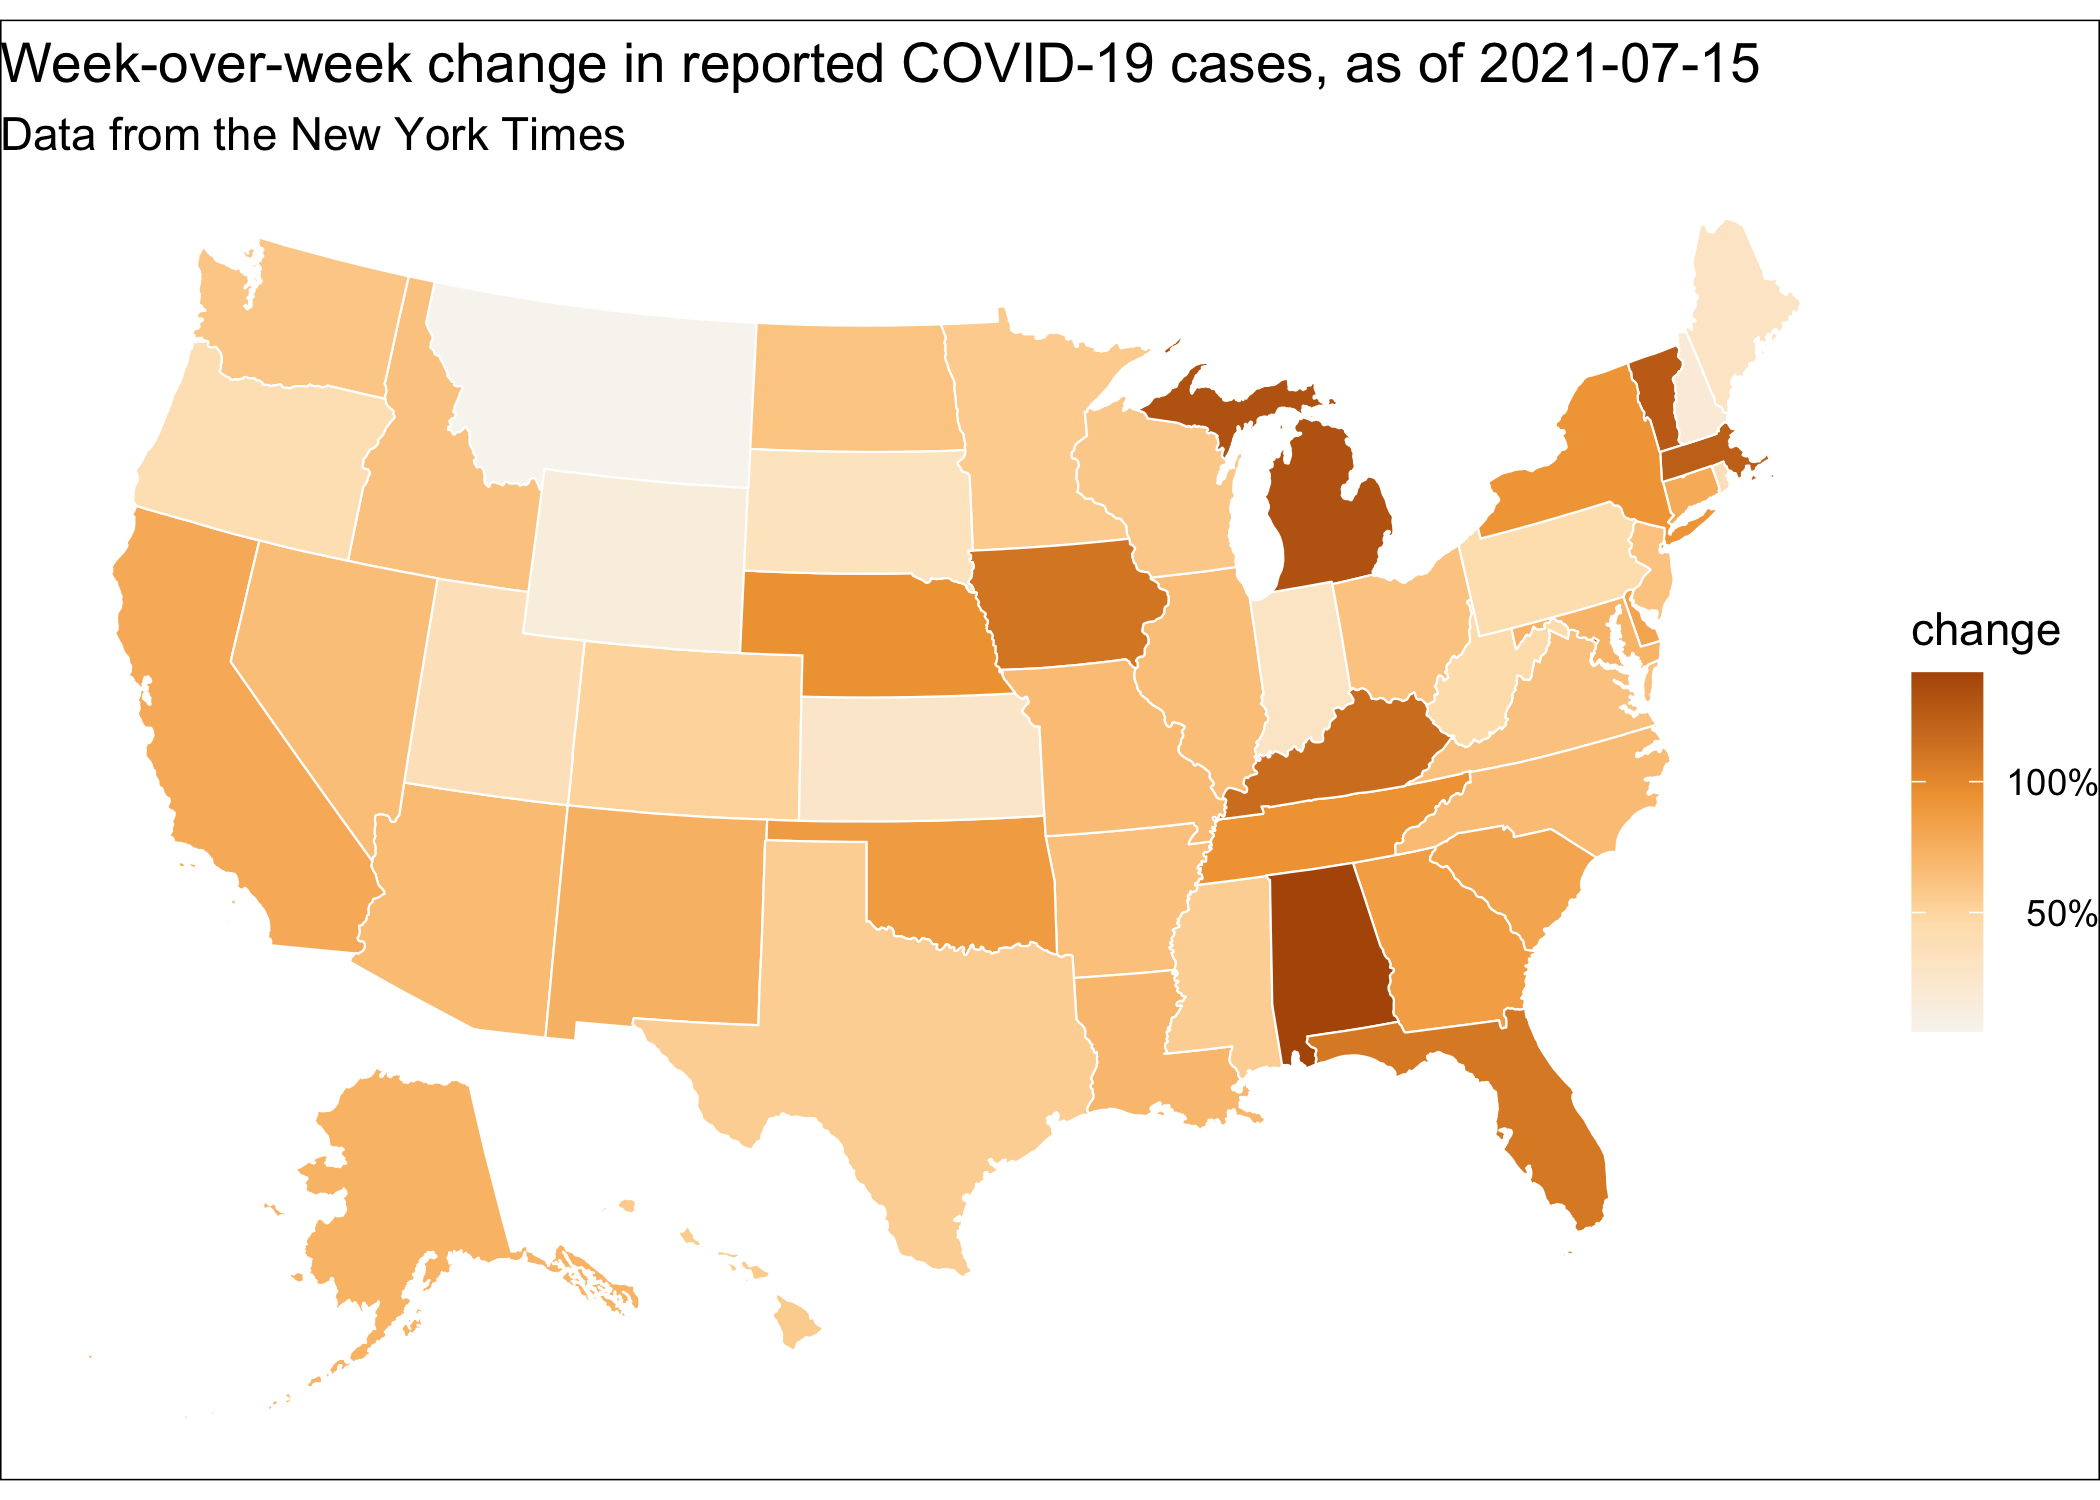 Week-over-week change in reported COVID-19 cases, as of 2021-07-15
Data from the New York Times
change
100%
50%